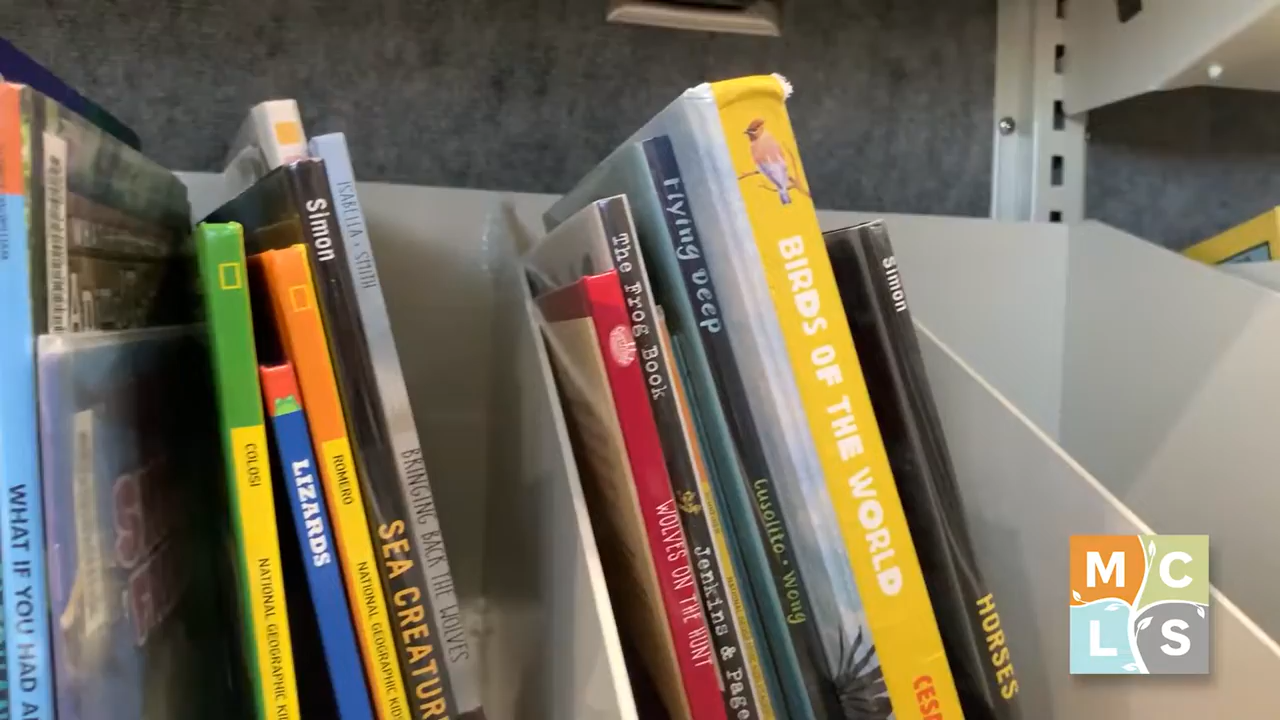 WHAT IF YOU HAD
COLOSI
NATIONAL GEOGRAPHIC
LIZARDS
ROMERO
NATIONAL GEOGRAPHIC KIDS
Simon
SEA
ISABELLA • SMITH
BRINGING BACK THE WOLVES
WOLVES ON THE HUNT
The Frog Book
Jenkins & Page
Flying Deep
Cusolito • Wong
BIRDS OF THE WORLD
Simon
HORSES
M C
L S